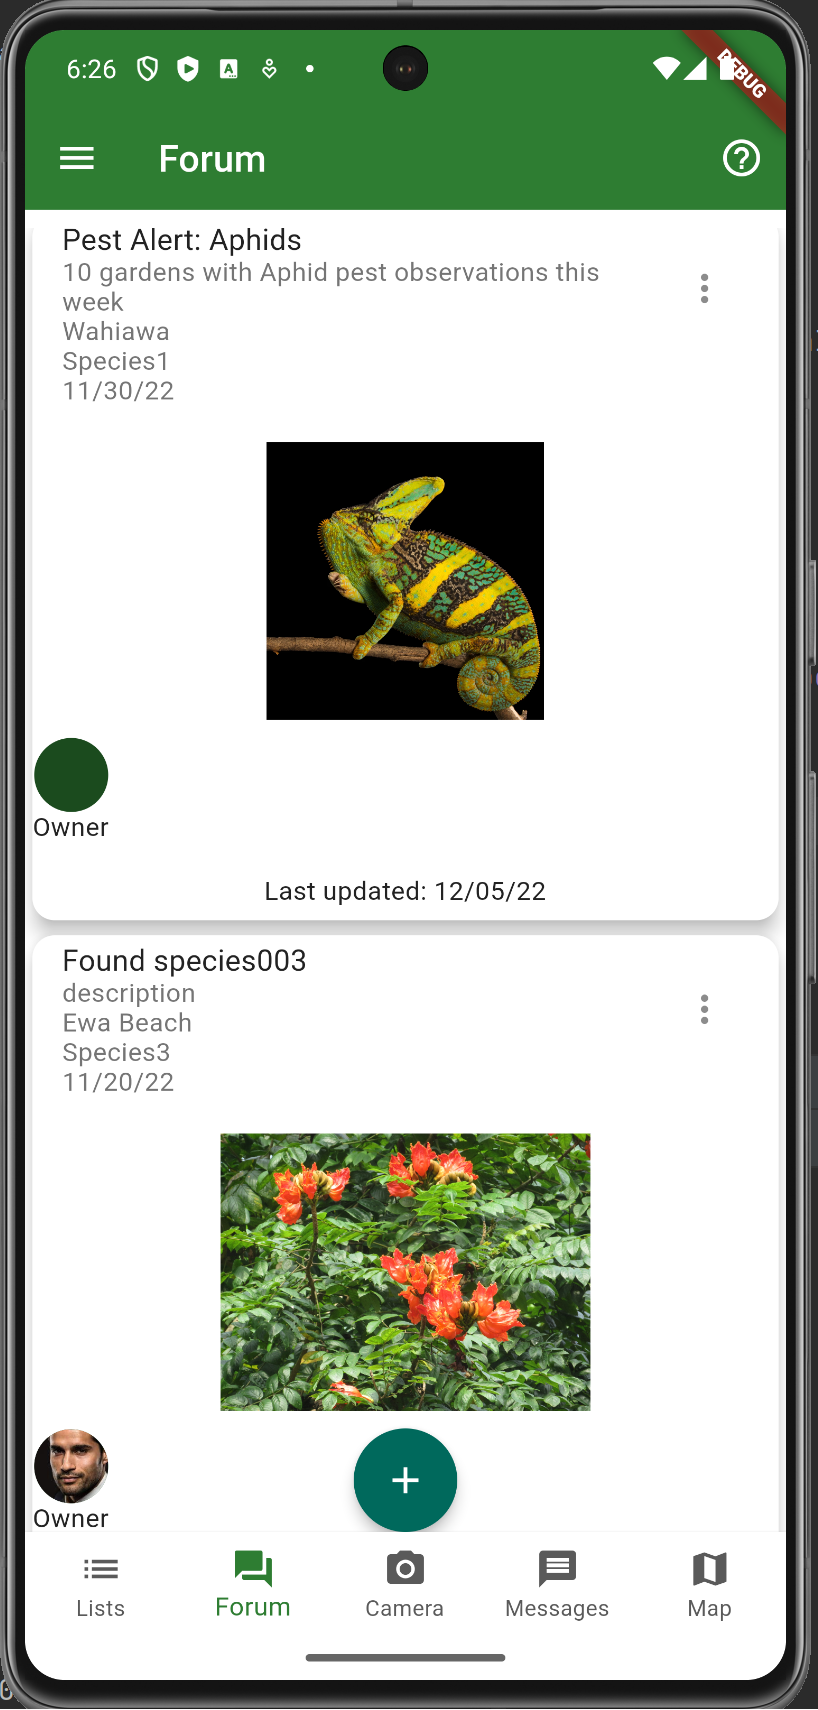 6:26
DEBUG
Forum
Pest Alert: Aphids
10 gardens with Aphid pest observations this
week
Wahiawa
Species1
11/30/22
Owner
Last updated: 12/05/22
Found species003
description
Ewa Beach
Species3
11/20/22
Owner
Lists
Forum
Camera
Messages
Map